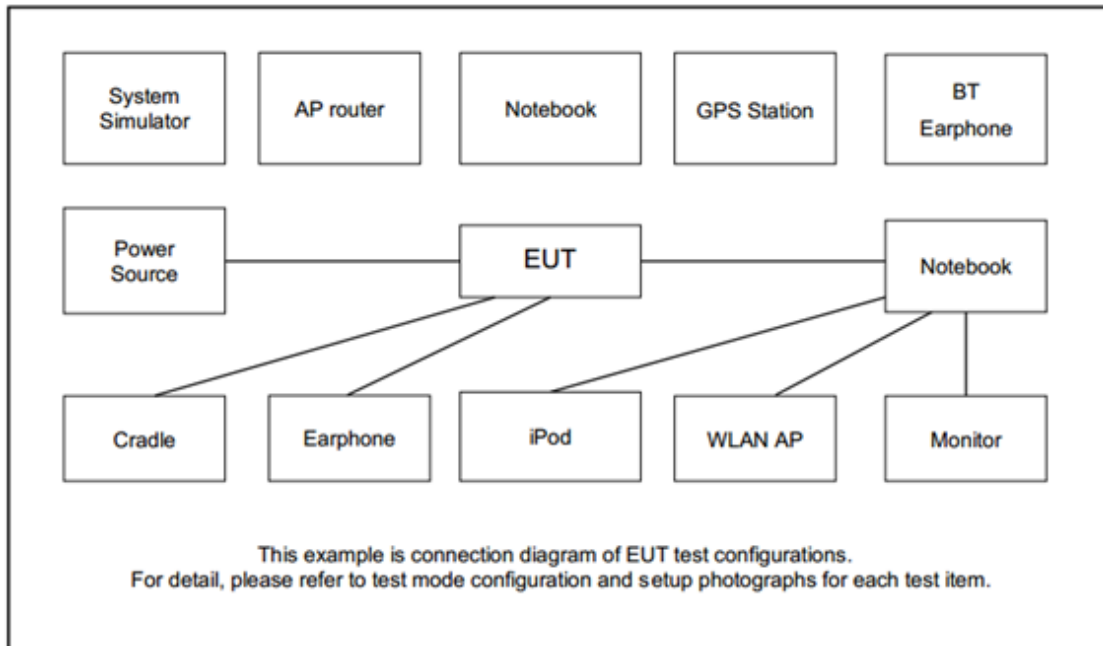 System
Simulator
AP router
Notebook
GPS Station
BT
Earphone
Power
Source
EUT
Notebook
Cradle
Earphone
iPod
WLAN AP
Monitor
This example is connection diagram of EUT test configurations.
For detail, please refer to test mode configuration and setup photographs for each test item.